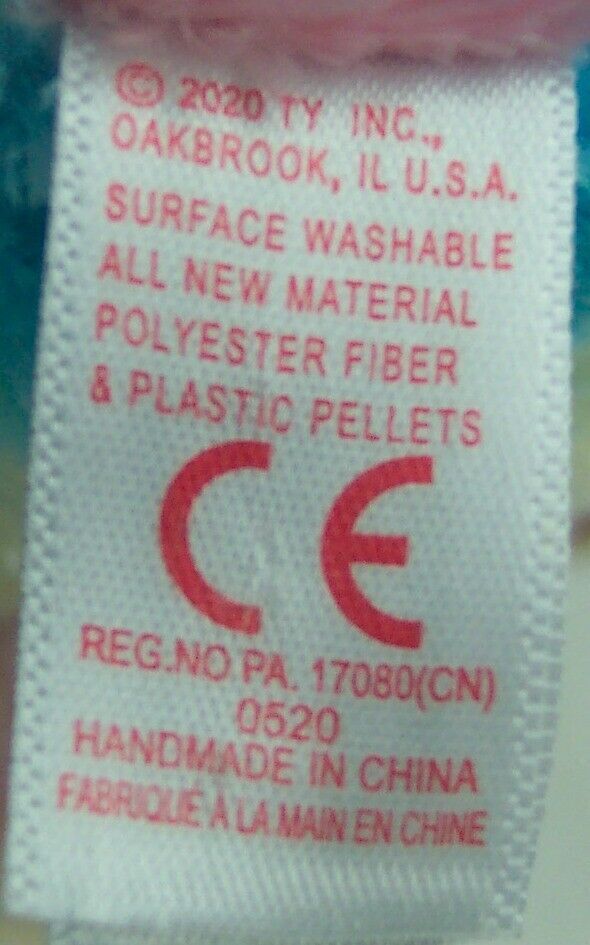 © 2020 TY INC.,
OAKBROOK, IL U.S.A.
SURFACE WASHABLE
ALL NEW MATERIAL
POLYESTER FIBER
& PLASTIC PELLETS
CE
REG.NO PA. 17080(CN)
0520
HANDMADE IN CHINA
FABRIQUÉ À LA MAIN EN CHINE